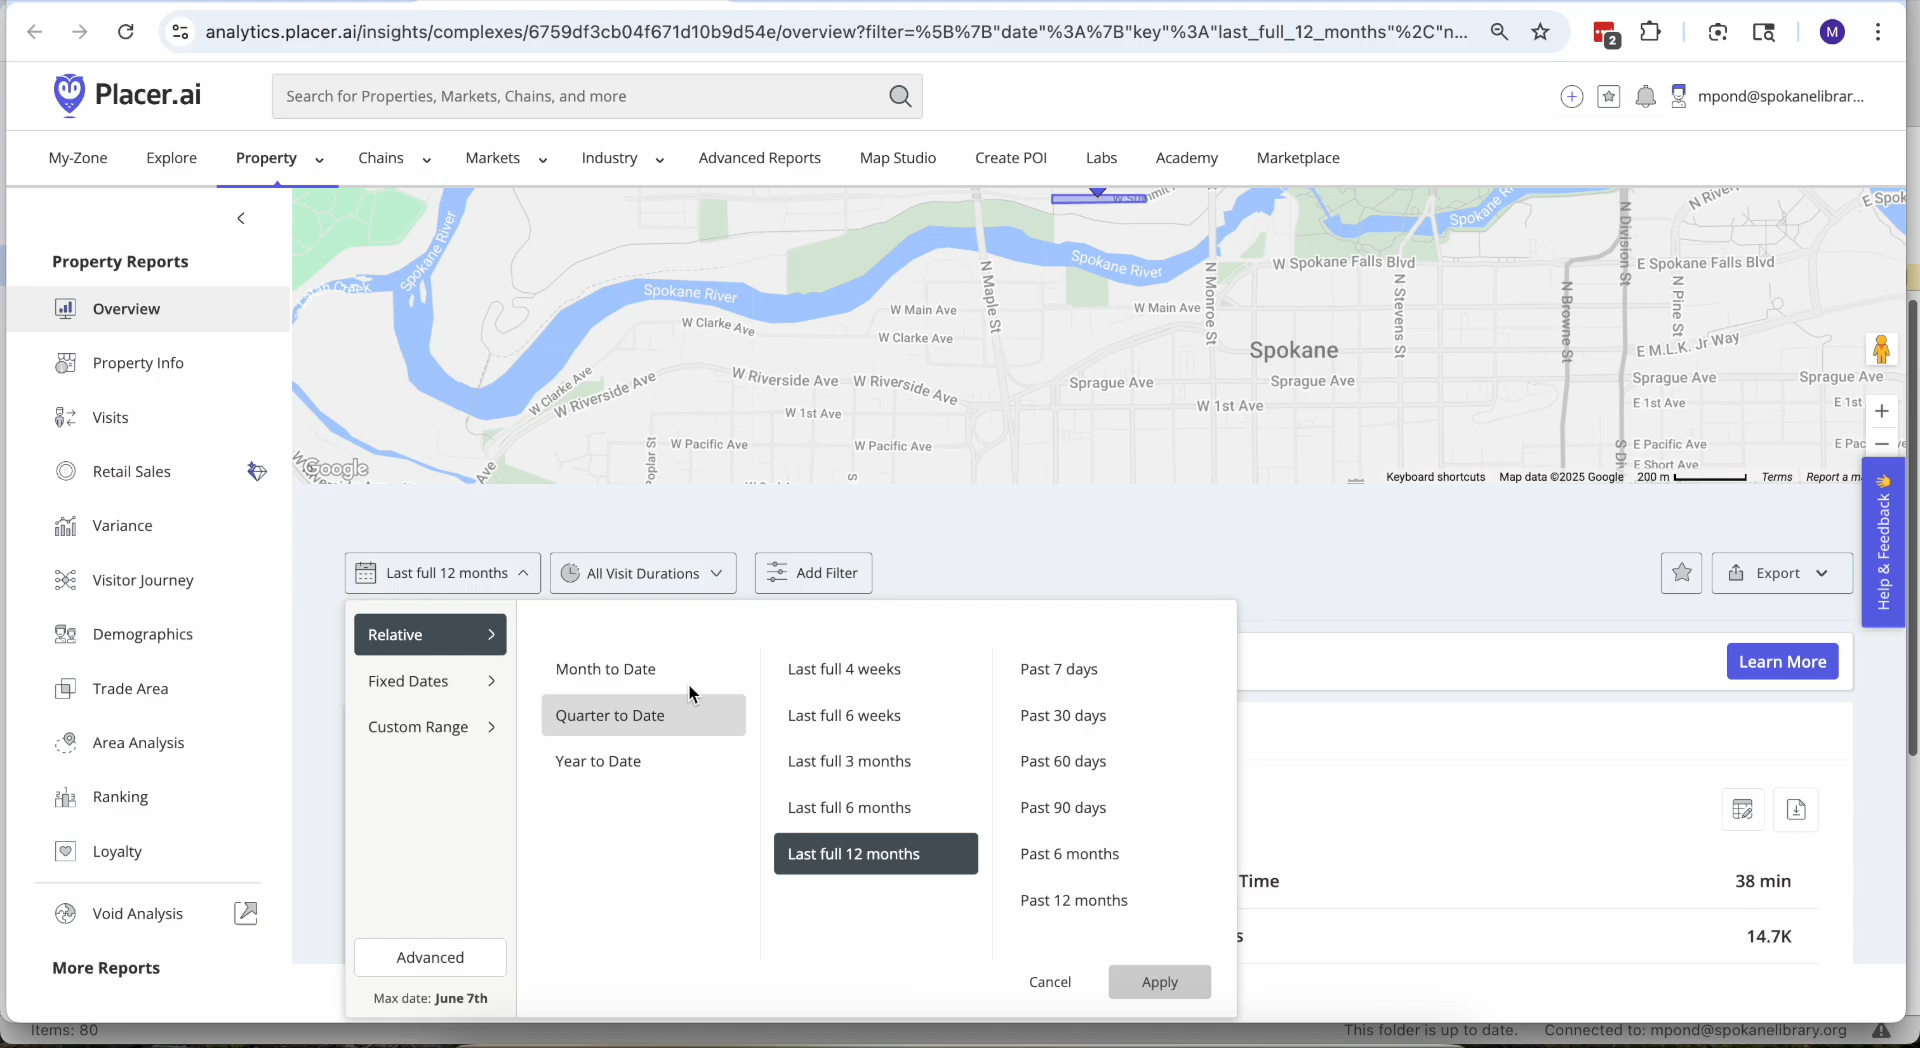 analytics.placer.ai/insights/complexes/6759df3cb04f671d10b9d54e/overview?filter=%5B%7B"date"%3A%7B"key"%3A"last_full_12_months"%2C"n...
2
M
Placer.ai
Search for Properties, Markets, Chains, and more
mpond@spokanelibrar...
My-Zone
Explore
Property
Chains
Markets
Industry
Advanced Reports
Map Studio
Create POI
Labs
Academy
Marketplace
Property Reports
Overview
Property Info
Visits
Retail Sales
Variance
Visitor Journey
Demographics
Trade Area
Area Analysis
Ranking
Loyalty
Void Analysis
More Reports
Spokane River
Spokane River
Spokane River
W Clarke Ave
W Clarke Ave
W Clarke Ave
W Main Ave
W Main Ave
W Riverside Ave
W Riverside Ave
W Riverside Ave
W 1st Ave
W 1st Ave
W Pacific Ave
W Pacific Ave
N Maple St
N Monroe St
W Spokane Falls Blvd
N Stevens St
N Browne St
N Division St
N Pine St
E Spokane Falls Blvd
E M.L.K. Jr Way
Spokane
Sprague Ave
Sprague Ave
Sprague Ave
Sprague Ave
E 1st Ave
E 1st
E Pacific Ave
E Short Ave
Google
Keyboard shortcuts
Map data ©2025 Google
200 m
Terms
Report a m
Help & Feedback
Last full 12 months
All Visit Durations
Add Filter
Export
Relative
Fixed Dates
Custom Range
Advanced
Max date: June 7th
Month to Date
Quarter to Date
Year to Date
Last full 4 weeks
Last full 6 weeks
Last full 3 months
Last full 6 months
Last full 12 months
Past 7 days
Past 30 days
Past 60 days
Past 90 days
Past 6 months
Past 12 months
Cancel
Apply
Learn More
Time
38 min
s
14.7K
Items: 80
This folder is up to date.
Connected to: mpond@spokanelibrary.org